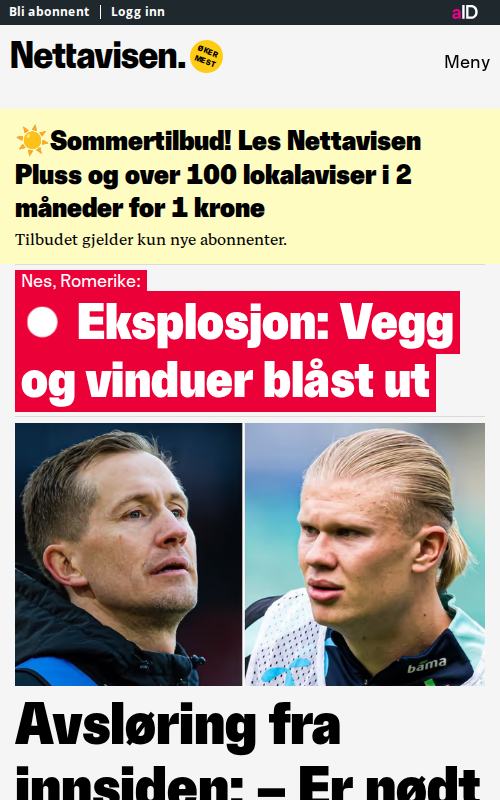 Bli abonnent | Logg inn
aID
Nettavisen.
ØKER
MEST
Meny
☀️Sommertilbud! Les Nettavisen
Pluss og over 100 lokalaviser i 2
måneder for 1 krone
Tilbudet gjelder kun nye abonnenter.
Nes, Romerike:
Eksplosjon: Vegg
og vinduer blåst ut
bama
Avsløring fra
innsiden: – Er nødt